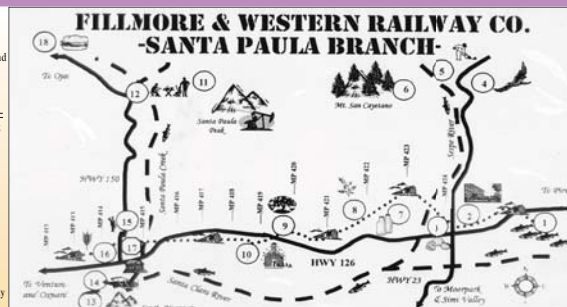 FILLMORE & WESTERN RAILWAY CO.
-SANTA PAULA BRANCH-
18
To Ojai
12
11
Santa Paula
Peak
6
Mt. San Cayetano
5
4
Sespe River
HWY 150
Santa Paula Creek
MP 412
MP 413
MP 414
MP 415
MP 416
MP 417
MP 418
MP 419
MP 420
MP 421
MP 422
MP 423
MP 424
15
16
17
9
8
7
10
2
1
HWY 126
HWY 23
To Ventura
and Oxnard
14
13
Santa Clara River
To Moorpark
& Simi Valley